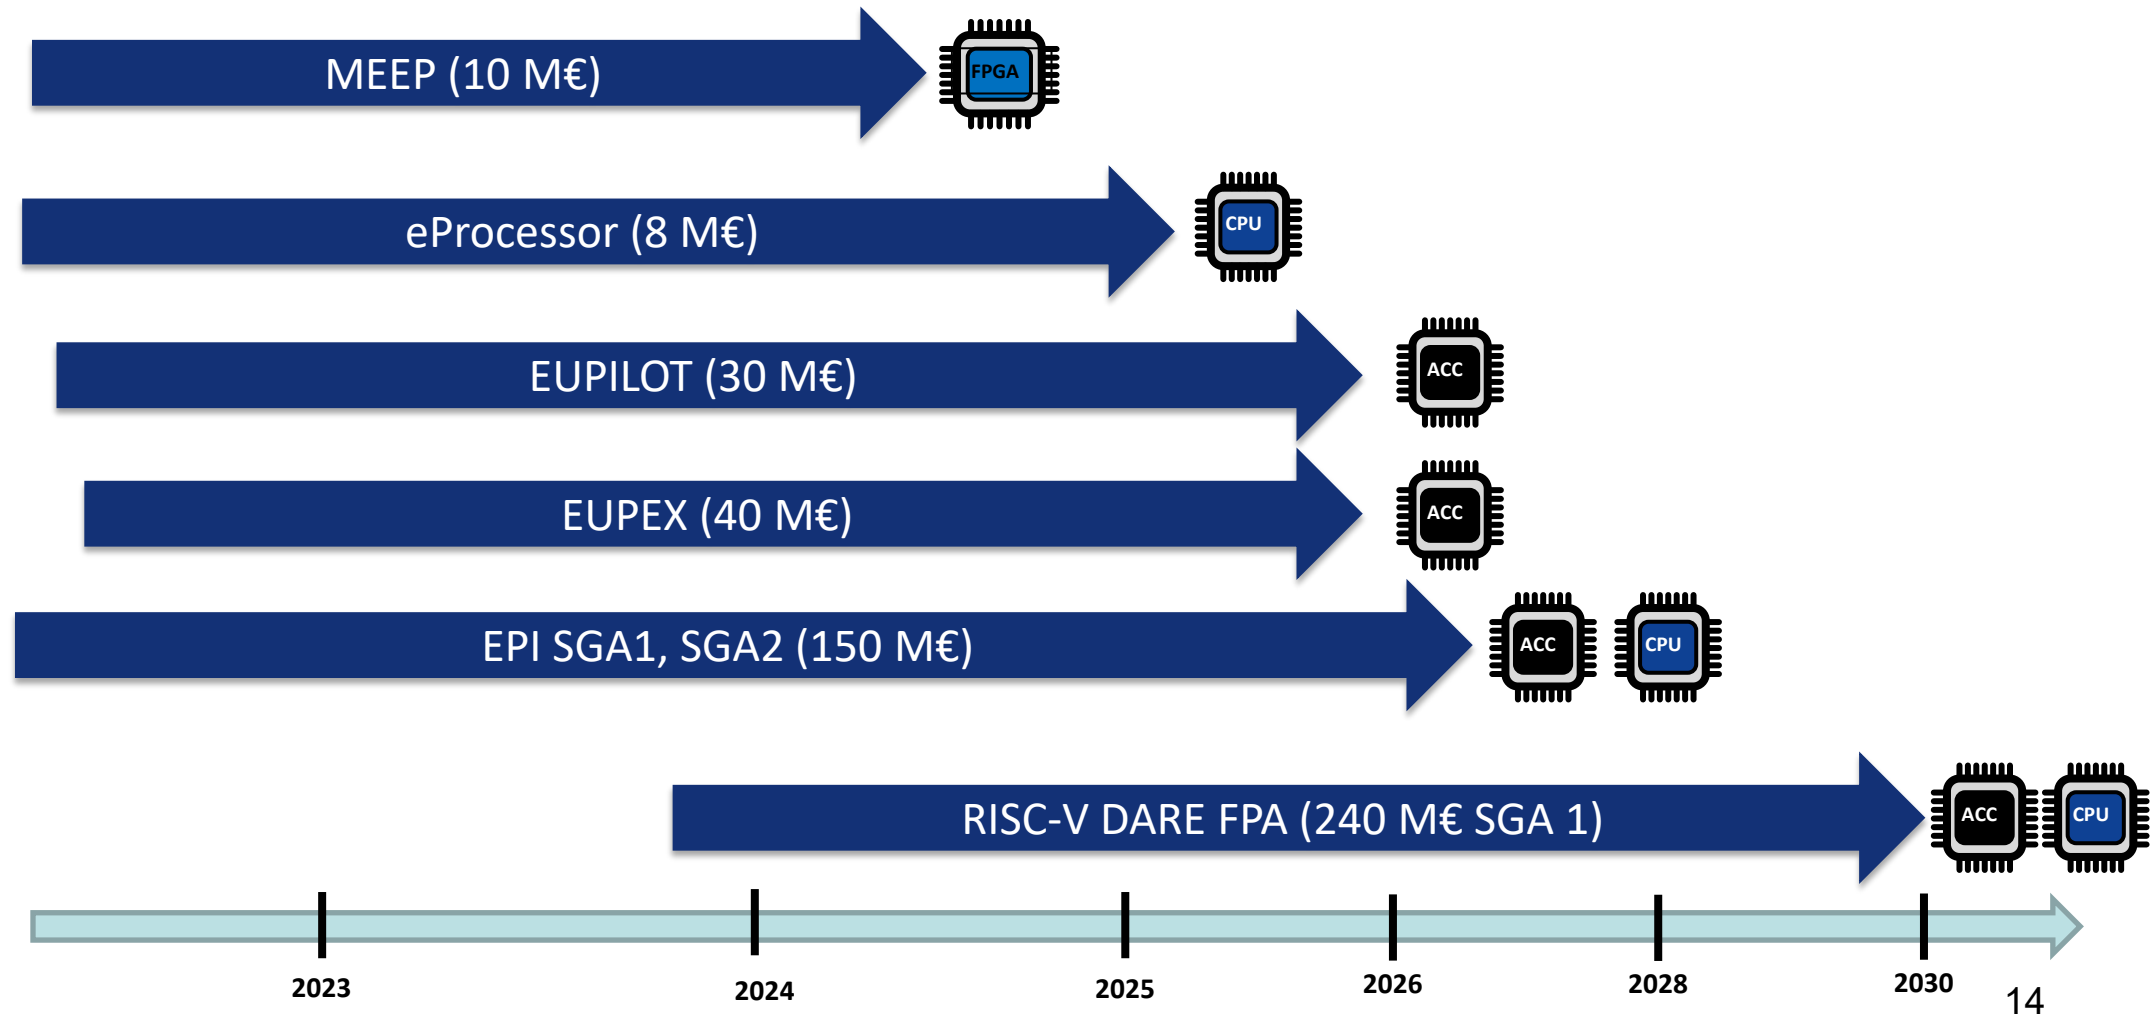 MEEP (10 M€)
FPGA
eProcessor (8 M€)
CPU
EUPILOT (30 M€)
ACC
EUPEX (40 M€)
ACC
EPI SGA1, SGA2 (150 M€)
ACC
CPU
RISC-V DARE FPA (240 M€ SGA 1)
ACC
CPU
2023
2024
2025
2026
2028
2030
14